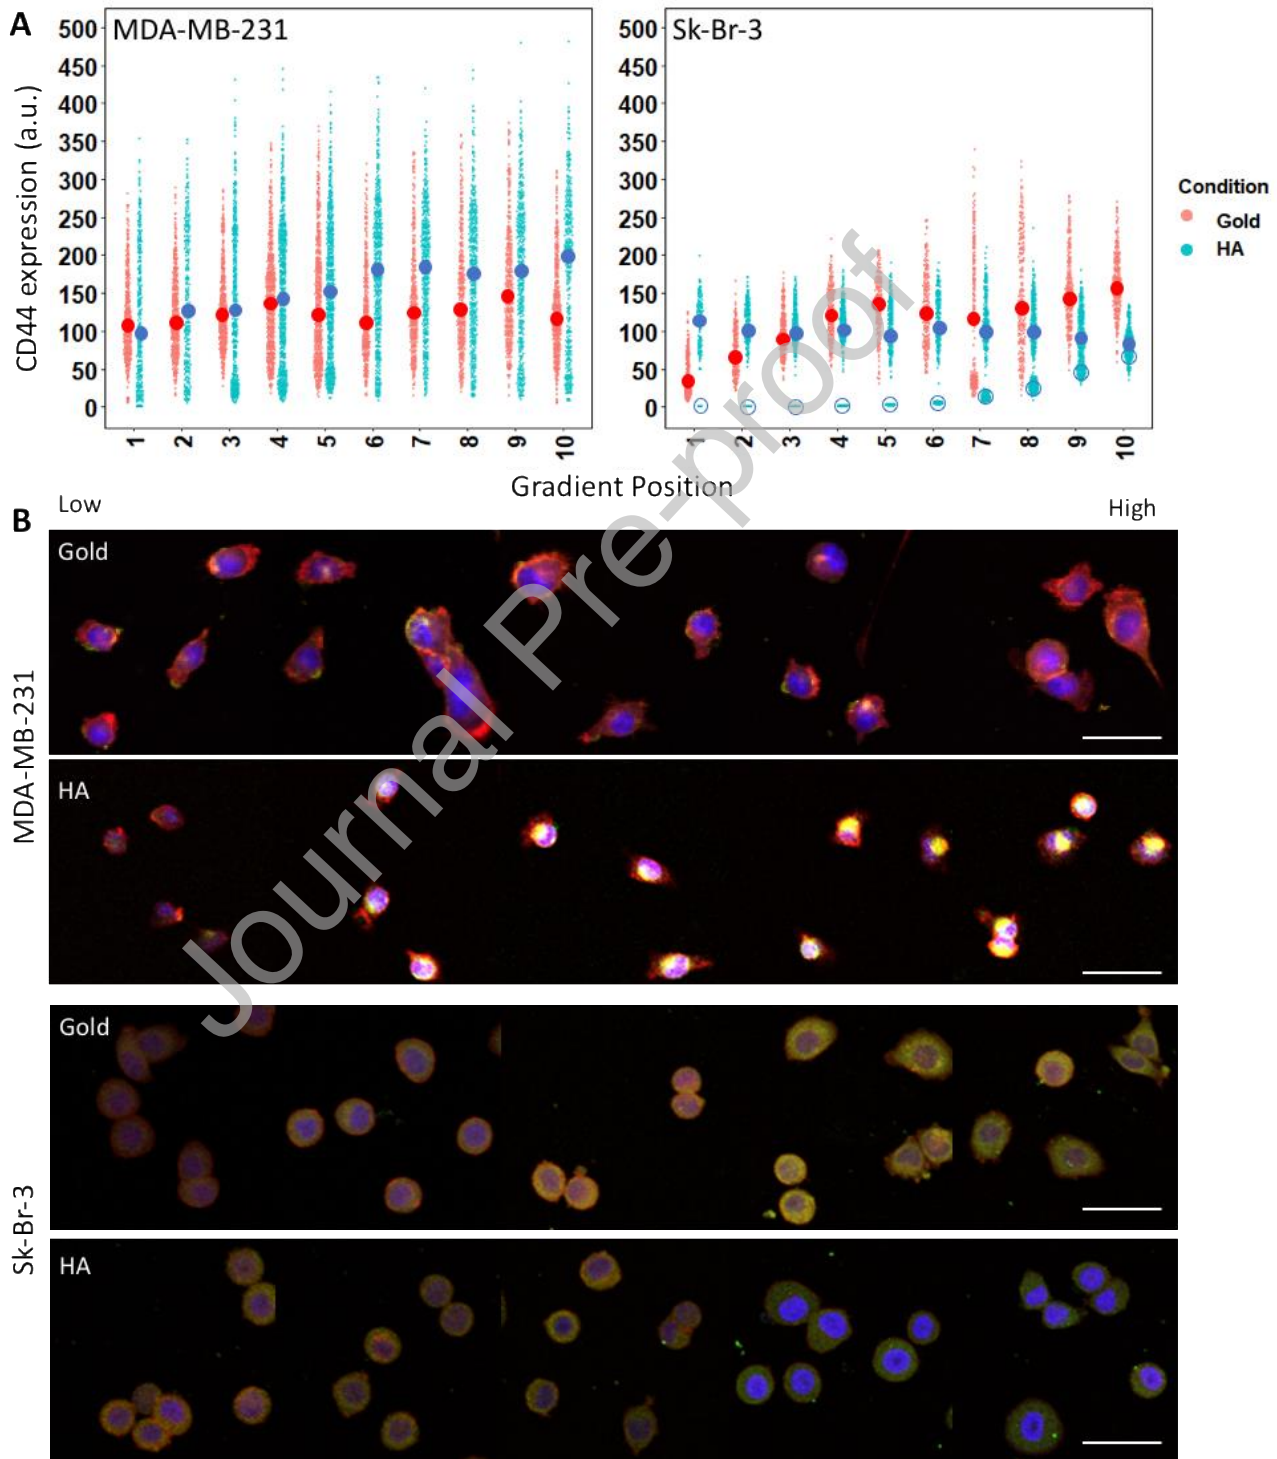 A
MDA-MB-231
Sk-Br-3
CD44 expression (a.u.)
500
450
400
350
300
250
200
150
100
50
0
500
450
400
350
300
250
200
150
100
50
0
Condition
Gold
HA
1 2 3 4 5 6 7 8 9 10
1 2 3 4 5 6 7 8 9 10
Gradient Position
Low
High
B
MDA-MB-231
Gold
HA
Sk-Br-3
Gold
HA
Journal Pre-proof